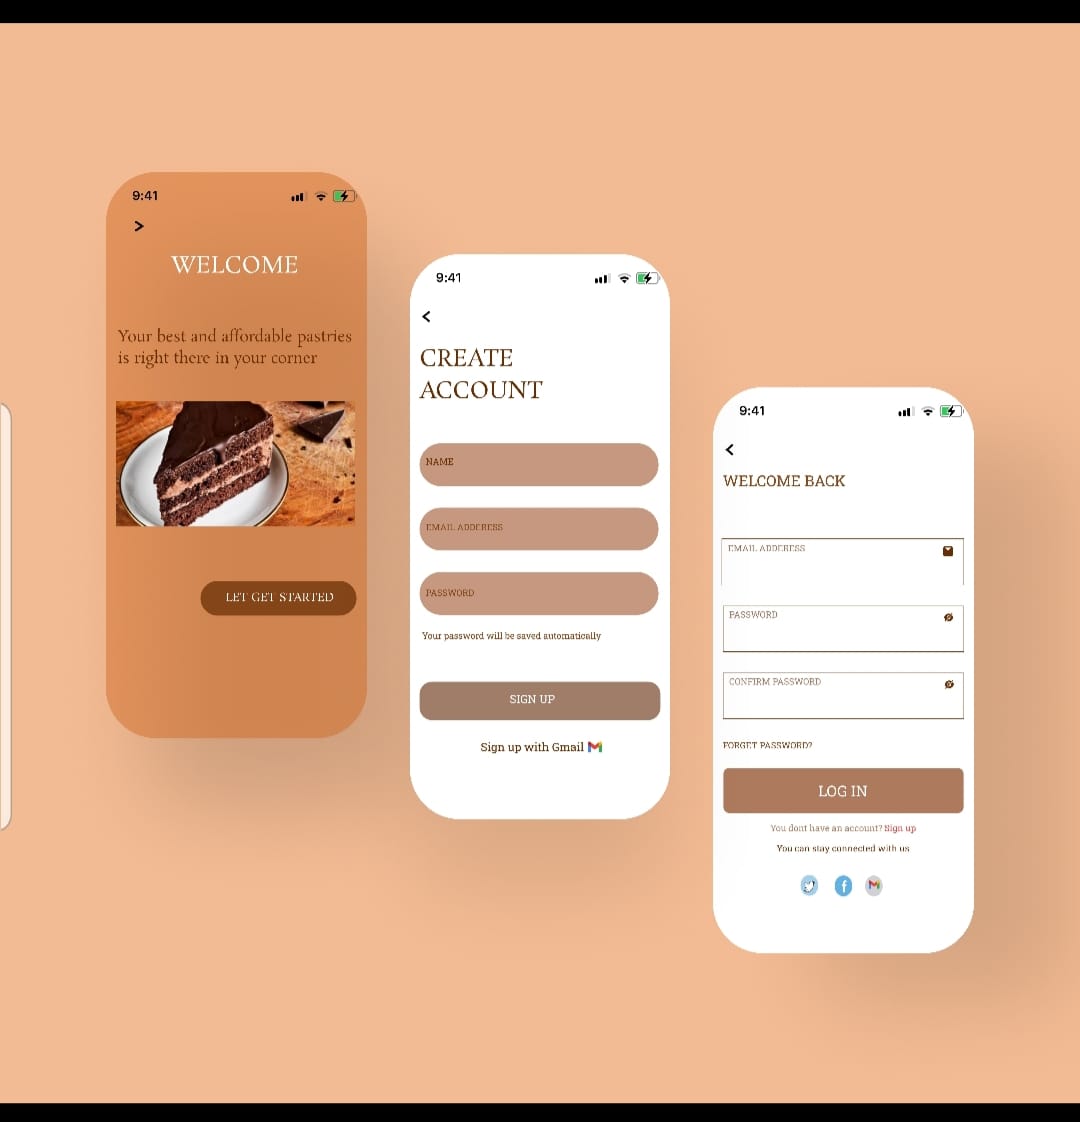 9:41
>
WELCOME
Your best and affordable pastries
is right there in your corner
LET GET STARTED
9:41
<
CREATE
ACCOUNT
NAME
EMAIL ADDERESS
PASSWORD
Your password will be saved automatically
SIGN UP
Sign up with Gmail
9:41
<
WELCOME BACK
EMAIL ADDERESS
PASSWORD
CONFIRM PASSWORD
FORGET PASSWORD?
LOG IN
You dont have an account? Sign up
You can stay connected with us